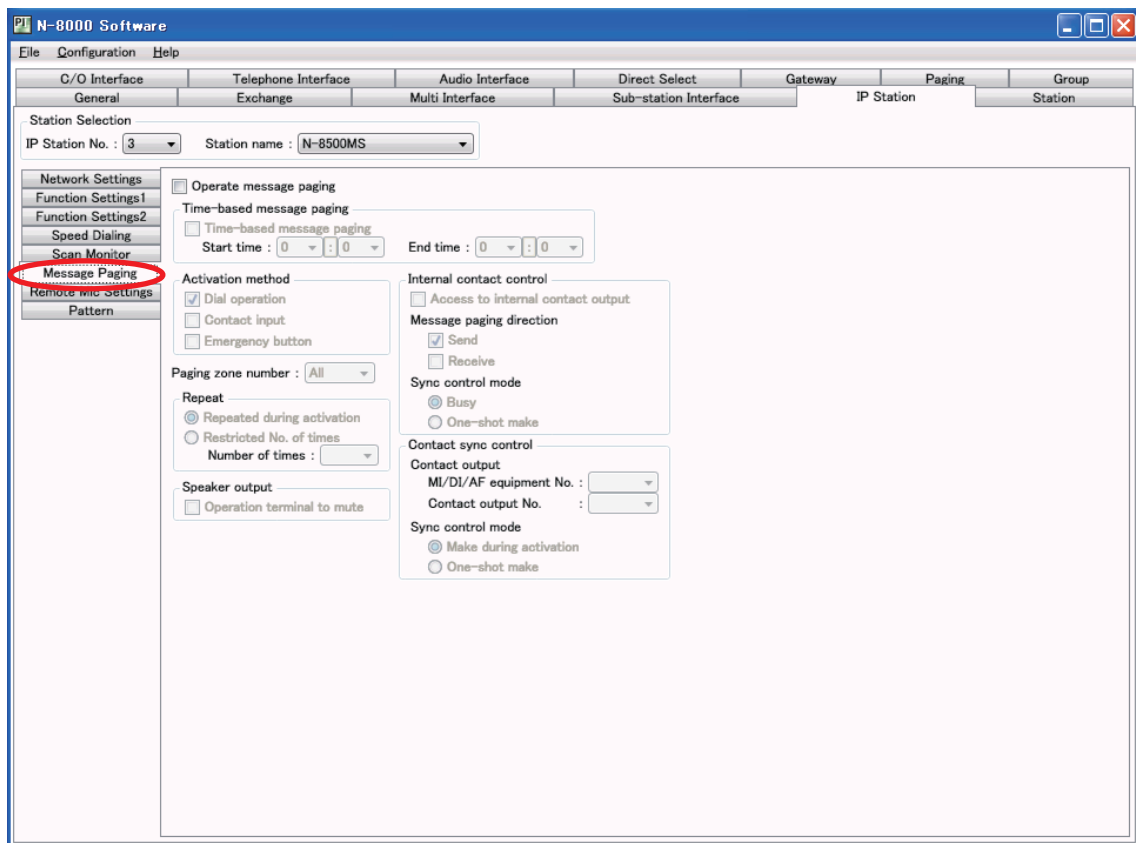 N-8000 Software
File Configuration Help
C/O Interface Telephone Interface Audio Interface Direct Select Gateway Paging Group
General Exchange Multi Interface Sub-station Interface IP Station Station
Station Selection
IP Station No. : 3 Station name : N-8500MS
Network Settings
Function Settings1
Function Settings2
Speed Dialing
Scan Monitor
Message Paging
Remote Mic Settings
Pattern
Operate message paging
Time-based message paging
Time-based message paging
Start time : 0 : 0 End time : 0 : 0
Activation method
Dial operation
Contact input
Emergency button
Paging zone number : All
Repeat
Repeated during activation
Restricted No. of times
Number of times :
Speaker output
Operation terminal to mute
Internal contact control
Access to internal contact output
Message paging direction
Send
Receive
Sync control mode
Busy
One-shot make
Contact sync control
Contact output
MI/DI/AF equipment No. :
Contact output No. :
Sync control mode
Make during activation
One-shot make